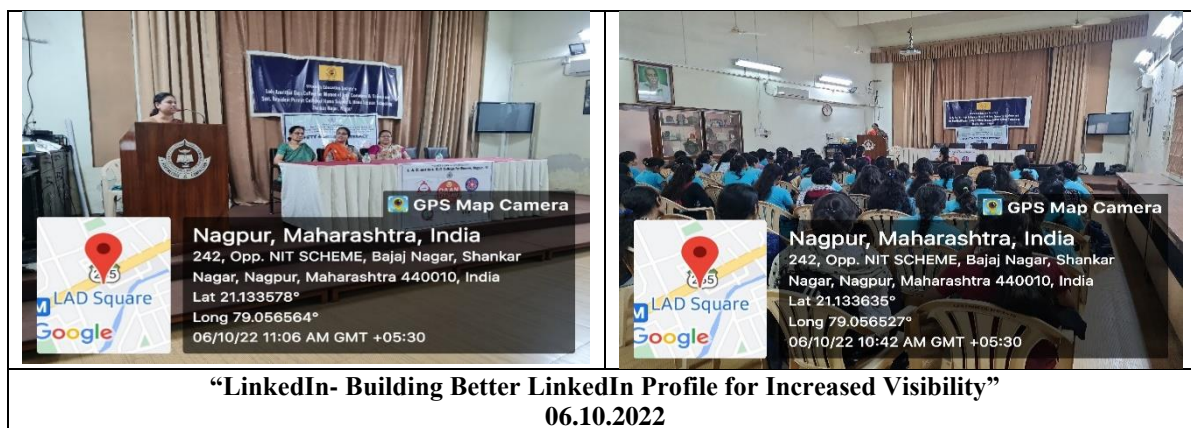 GPS Map Camera
Nagpur, Maharashtra, India
242, Opp. NIT SCHEME, Bajaj Nagar, Shankar
Nagar, Nagpur, Maharashtra 440010, India
Lat 21.133578°
Long 79.056564°
06/10/22 11:06 AM GMT +05:30
LAD Square
Google
GPS Map Camera
Nagpur, Maharashtra, India
242, Opp. NIT SCHEME, Bajaj Nagar, Shankar
Nagar, Nagpur, Maharashtra 440010, India
Lat 21.133635°
Long 79.056527°
06/10/22 10:42 AM GMT +05:30
LAD Square
Google
“LinkedIn- Building Better LinkedIn Profile for Increased Visibility”
06.10.2022